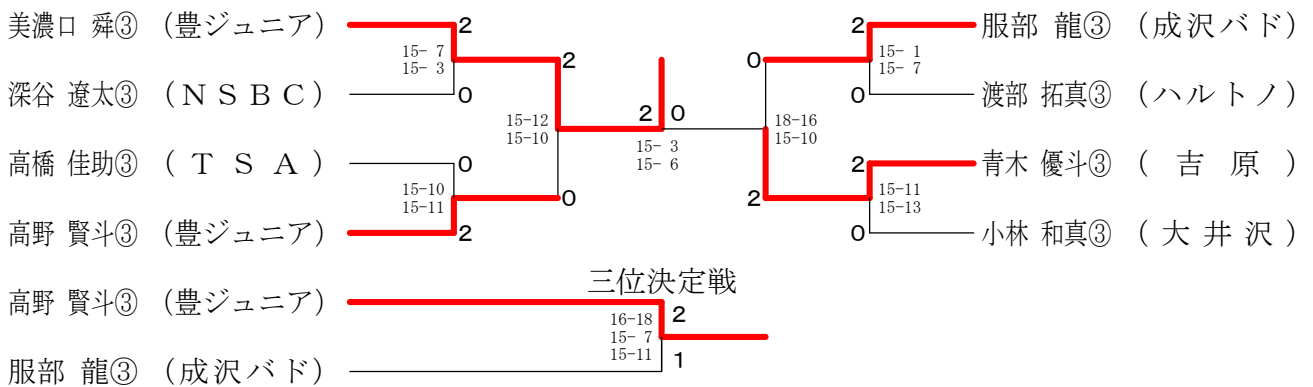 美濃口 舜③ （豊ジュニア） 2 2 服部 龍③ （成沢バド）
15- 7 15- 1
15- 3 2 0 15- 7
深谷 遼太③ （ＮＳＢＣ） 0 0 渡部 拓真③ （ハルトノ）
15-12 2 0 18-16
15-10 15- 3 15-10
15- 6
高橋 佳助③ （ＴＳＡ） 0 2 青木 優斗③ （吉原）
15-10 15-11
15-11 0 2 15-13
高野 賢斗③ （豊ジュニア） 2 0 小林 和真③ （大井沢）
三位決定戦
高野 賢斗③ （豊ジュニア）
16-18 2
15- 7
15-11 1
服部 龍③ （成沢バド）